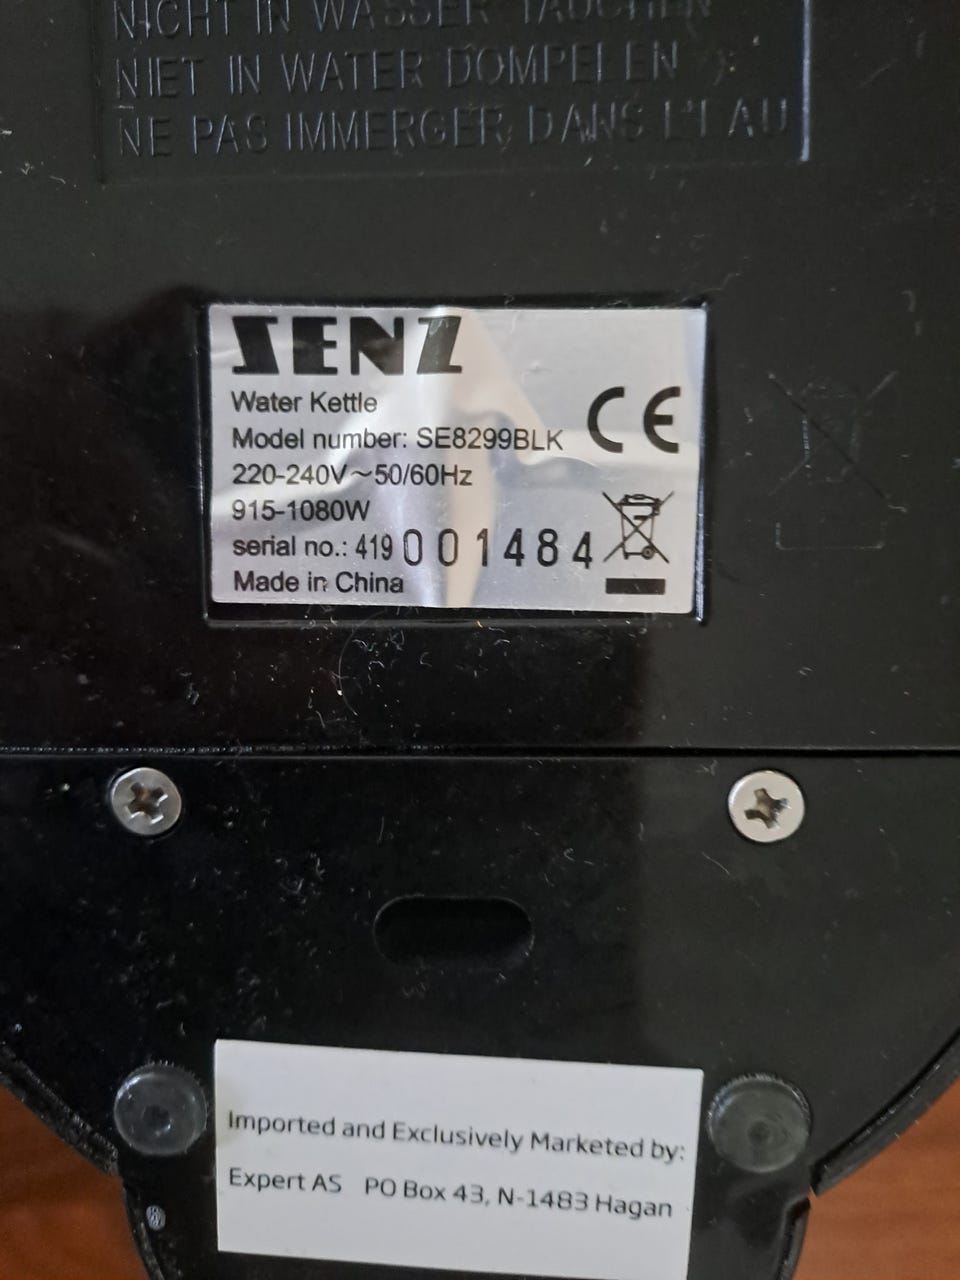 NICHT IN WASSER TAUCHEN
NIET IN WATER DOMPELEN
NE PAS IMMERGER DANS L'EAU
SENZ
Water Kettle
Model number: SE8299BLK
220-240V~50/60Hz
915-1080W
serial no.: 419 001484
Made in China
CE
Imported and Exclusively Marketed by:
Expert AS PO Box 43, N-1483 Hagan